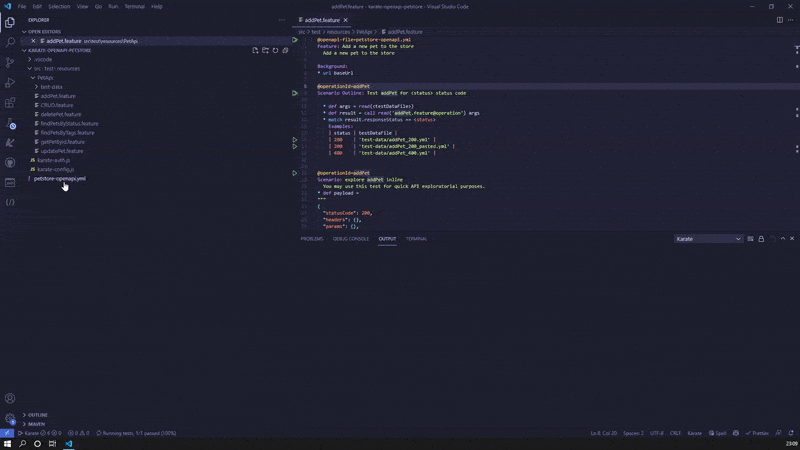 File Edit Selection View Go Run Terminal Help
addPet.feature - karate-openapi-petstore - Visual Studio Code
EXPLORER
addPet.feature
OPEN EDITORS
addPet.feature src\test\resources\PetApi
KARATE-OPENAPI-PETSTORE
.vscode
src · test · resources
PetApi
test-data
addPet.feature
CRUD.feature
deletePet.feature
findPetsByStatus.feature
findPetsByTags.feature
getPetById.feature
updatePet.feature
karate-auth.js
karate-config.js
petstore-openapi.yml
src > test > resources > PetApi > addPet.feature
@openapi-file=petstore-openapi.yml
Feature: Add a new pet to the store
Add a new pet to the store
Background:
* url baseUrl
@operationId=addPet
Scenario Outline: Test addPet for <status> status code
* def args = read(testDataFile)
* def result = call read('addPet.feature@operation') args
* match result.responseStatus == <status>
Examples:
| status | testDataFile |
| 200 | 'test-data/addPet_200.yml' |
| 200 | 'test-data/addPet_200_pasted.yml' |
| 400 | 'test-data/addPet_400.yml' |
@operationId=addPet
Scenario: explore addPet inline
You may use this test for quick API exploratorial purposes.
* def payload =
"""
{
"statusCode": 200,
"headers": {},
"params": {},
PROBLEMS DEBUG CONSOLE OUTPUT TERMINAL
Karate
OUTLINE
MAVEN
Running tests, 1/1 passed (100%)
Ln 8, Col 20 Spaces: 2 UTF-8 CRLF Karate Spell Prettier
23:09